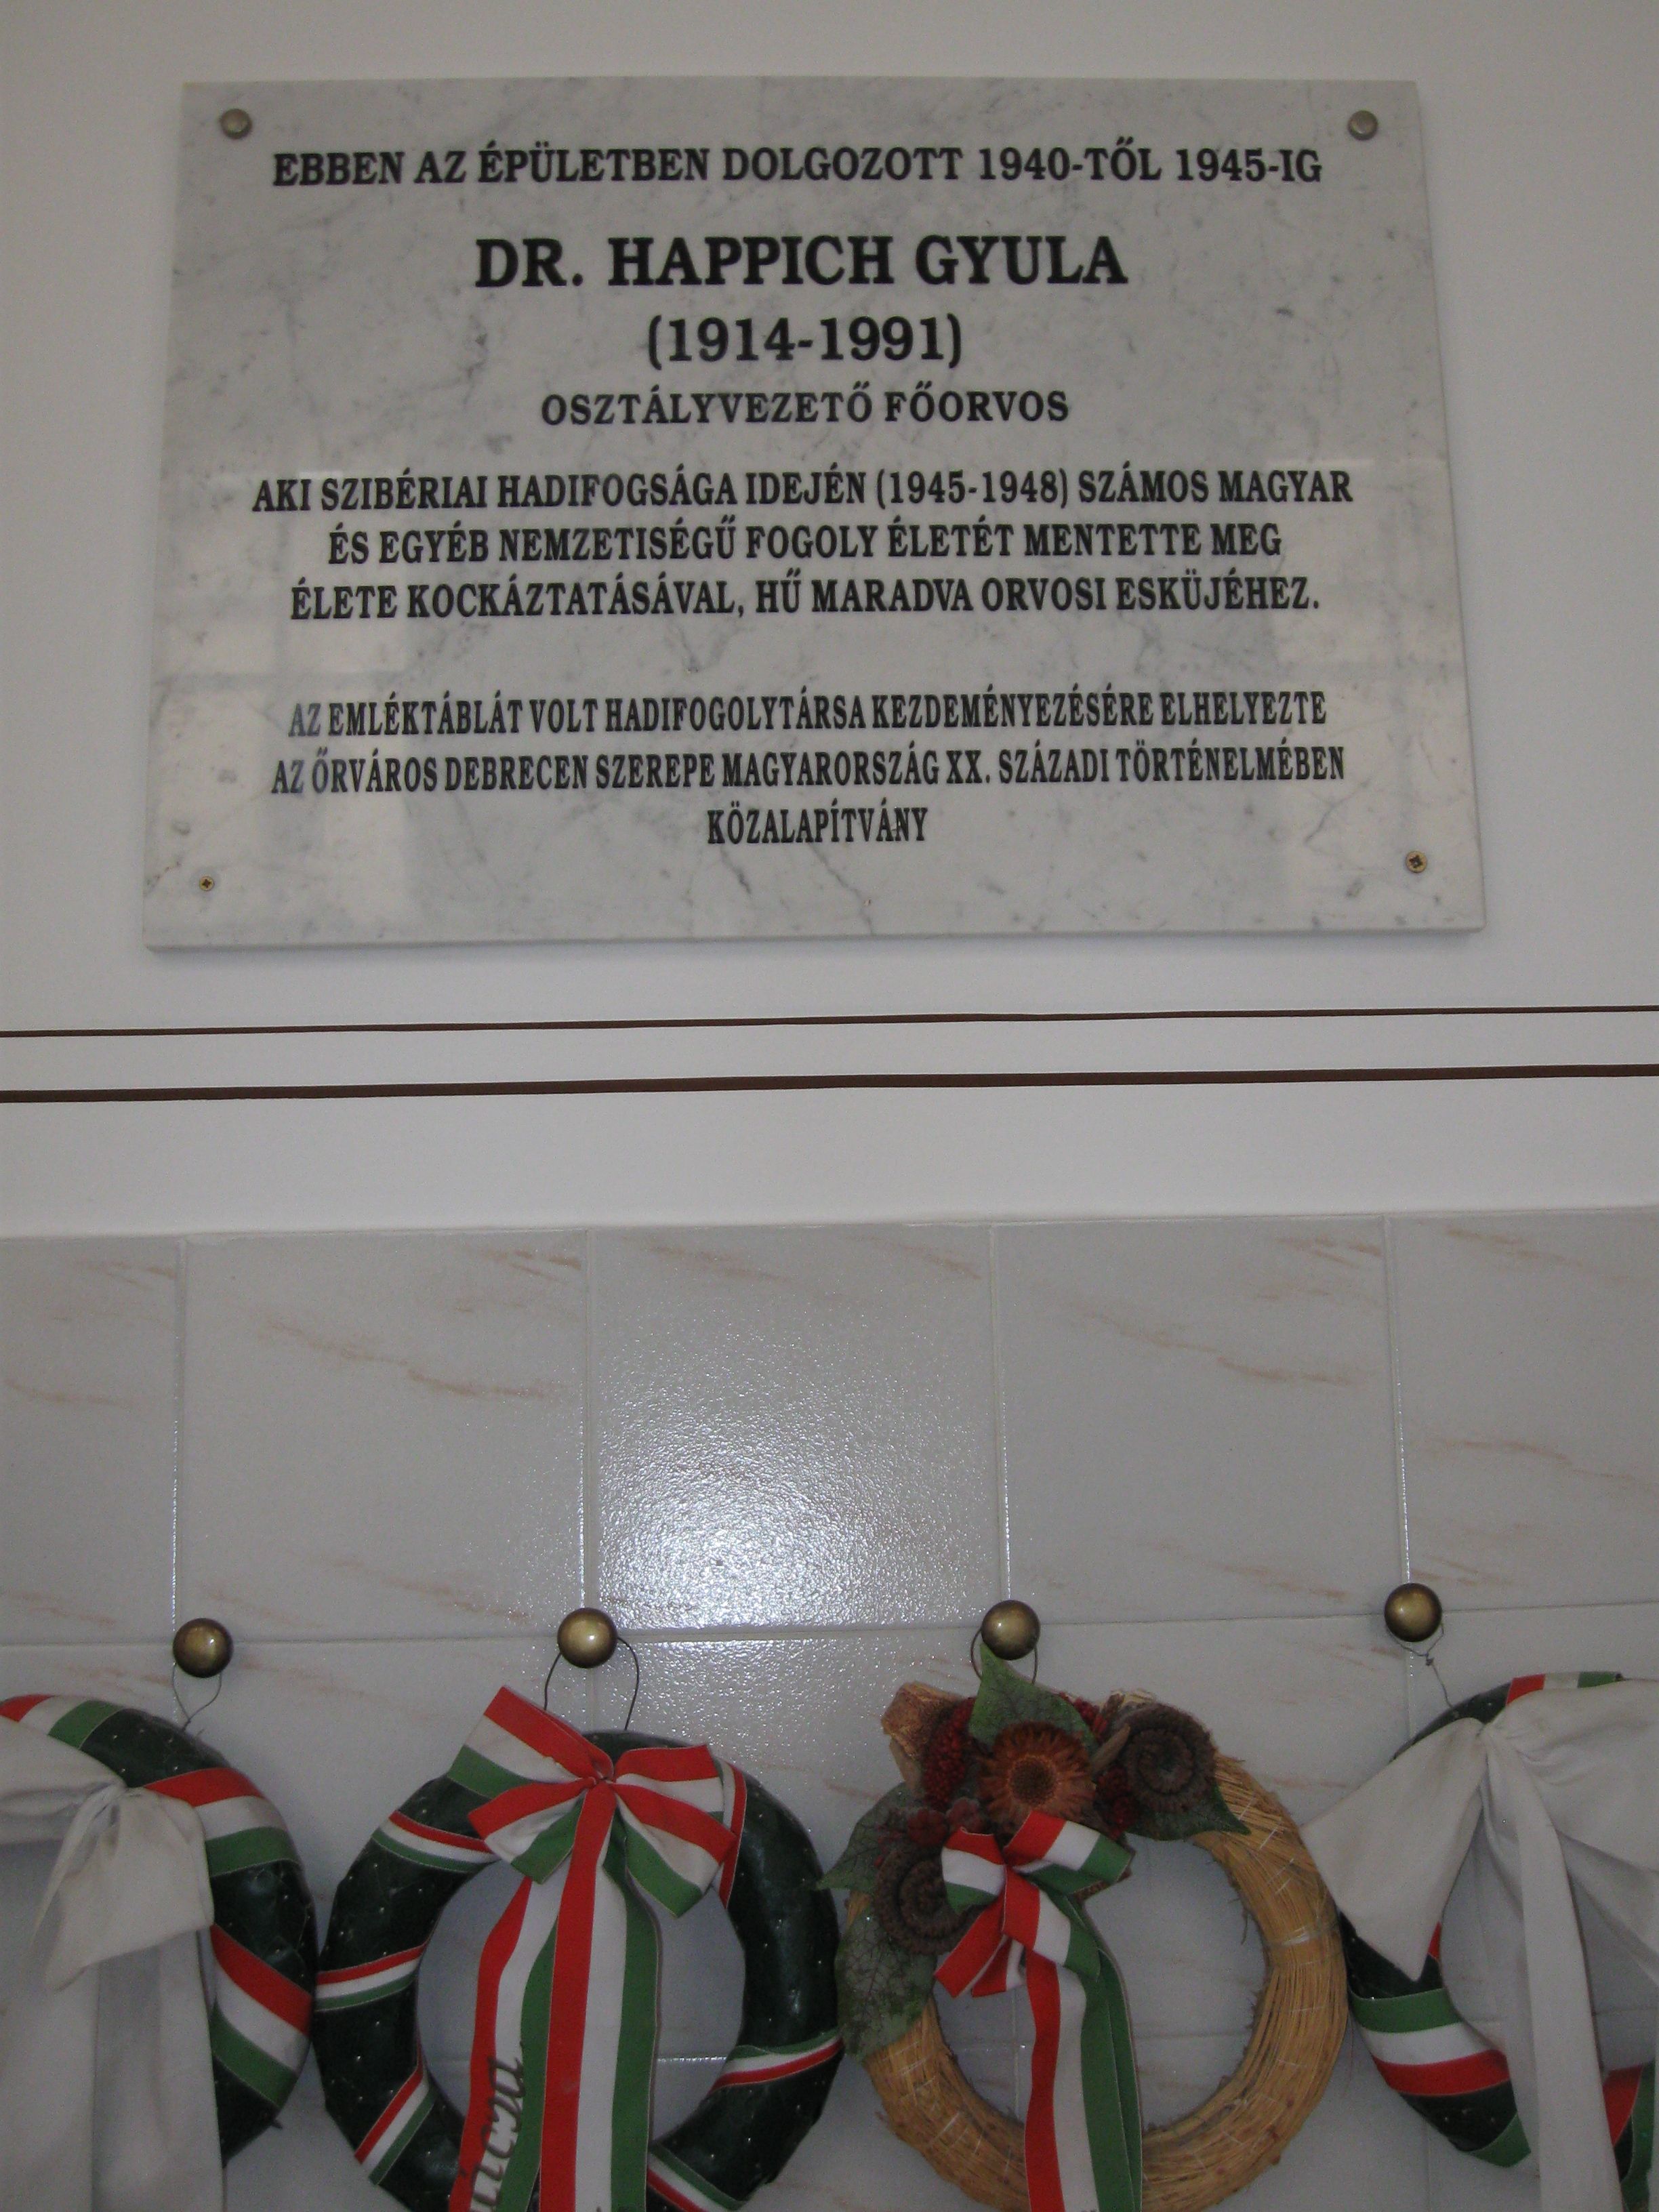 EBBEN AZ ÉPÜLETBEN DOLGOZOTT 1940-TŐL 1945-IG
DR. HAPPICH GYULA
(1914-1991)
OSZTÁLYVEZETŐ FŐORVOS
AKI SZIBÉRIAI HADIFOGSÁGA IDEJÉN (1945-1948) SZÁMOS MAGYAR
ÉS EGYÉB NEMZETISÉGŰ FOGOLY ÉLETÉT MENTETTE MEG
ÉLETE KOCKÁZTATÁSÁVAL, HŰ MARADVA ORVOSI ESKÜJÉHEZ.
AZ EMLÉKTÁBLÁT VOLT HADIFOGOLYTÁRSA KEZDEMÉNYEZÉSÉRE ELHELYEZTE
AZ ŐRVÁROS DEBRECEN SZEREPE MAGYARORSZÁG XX. SZÁZADI TÖRTÉNELMÉBEN
KÖZALAPÍTVÁNY